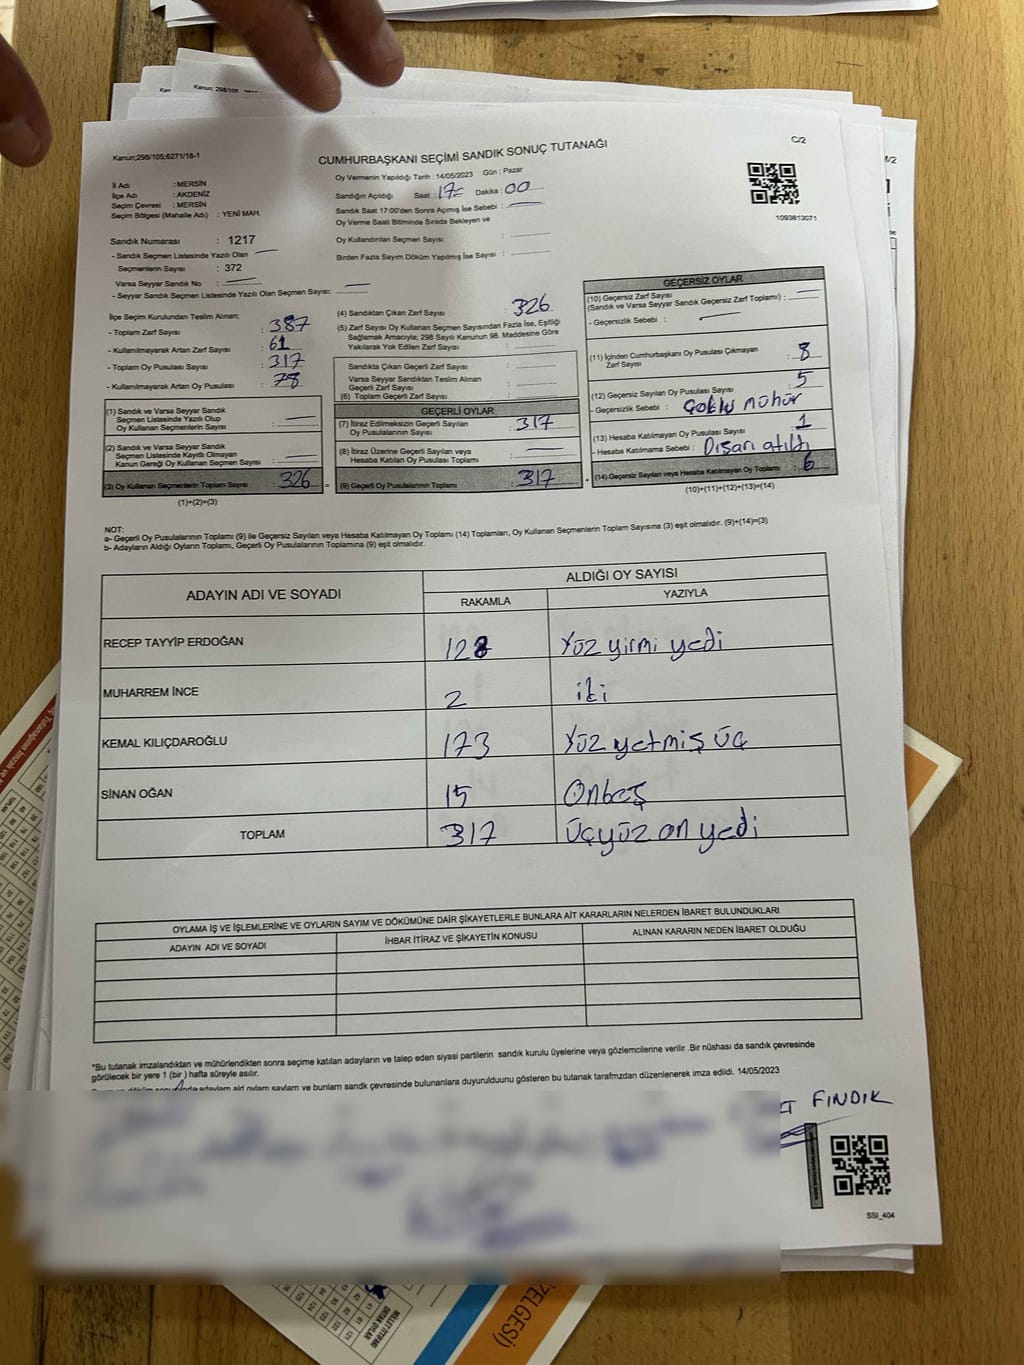 Kanun;298/105;6271/18-1
CUMHURBAŞKANI SEÇİMİ SANDIK SONUÇ TUTANAĞI
C/2
Oy Vermenin Yapıldığı Tarih : 14/05/2023 Gün : Pazar
İl Adı : MERSİN
İlçe Adı : AKDENİZ
Seçim Çevresi : MERSİN
Seçim Bölgesi (Mahalle Adı) : YENİ MAH.
Sandığın Açıldığı Saat : 17 Dakika : 00
Sandık Saat 17:00'den Sonra Açımış İse Sebebi :
Oy Verme Saati Bitiminde Sırada Bekleyen ve
Oy Kullandırılan Seçmen Sayısı
Birden Fazla Sayım Döküm Yapılmış İse Sayısı :
1093813071
Sandık Numarası : 1217
- Sandık Seçmen Listesinde Yazılı Olan
Seçmenlerin Sayısı : 372
Varsa Seyyar Sandık No :
- Seyyar Sandık Seçmen Listesinde Yazılı Olan Seçmen Sayısı:
İlçe Seçim Kurulundan Teslim Alınan;
- Toplam Zarf Sayısı : 387
- Kullanılmayarak Artan Zarf Sayısı : 61
- Toplam Oy Pusulası : 317
- Kullanılmayarak Artan Oy Pusulası : 78
(1) Sandık ve Varsa Seyyar Sandık
Seçmen Listesinde Yazılı Olup
Oy Kullanan Seçmenlerin Sayısı :
(2) Sandık ve Varsa Seyyar Sandık
Seçmen Listesinde Kayıtlı Olmayan
Kanun Gereği Oy Kullanan Seçmen Sayısı :
(3) Oy Kullanan Seçmenlerin Toplam Sayısı : 326
(1)+(2)=(3)
(4) Sandıktan Çıkan Zarf Sayısı : 326
(5) Zarf Sayısı Oy Kullanan Seçmen Sayısından Fazla İse, Eşitliği
Sağlamak Amacıyla; 298 Sayılı Kanunun 98. Maddesine Göre
Yakılarak Yok Edilen Zarf Sayısı :
Sandıkta Çıkan Geçerli Zarf Sayısı :
Varsa Seyyar Sandıktan Teslim Alınan
Geçerli Zarf Sayısı :
(6) Toplam Geçerli Zarf Sayısı :
GEÇERLİ OYLAR
(7) İtiraz Edilmeksizin Geçerli Sayılan
Oy Pusulalarının Sayısı : 317
(8) İtiraz Üzerine Geçerli Sayılan veya
Hesaba Katılan Oy Pusulası Toplamı :
(9) Geçerli Oy Pusulalarının Toplamı : 317
GEÇERSİZ OYLAR
(10) Geçersiz Zarf Sayısı
(Sandık ve Varsa Seyyar Sandık Geçersiz Zarf Toplamı) :
- Geçersizlik Sebebi :
(11) İçinden Cumhurbaşkanı Oy Pusulası Çıkmayan
Zarf Sayısı : 8
(12) Geçersiz Sayılan Oy Pusulası Sayısı : 5
- Geçersizlik Sebebi : Çoklu mühür
(13) Hesaba Katılmayan Oy Pusulası Sayısı : 1
- Hesaba Katılmama Sebebi : Dışarı atıldı
(14) Geçersiz Sayılan veya Hesaba Katılmayan Oy Toplamı : 6
(10)+(11)+(12)+(13)=(14)
NOT:
a- Geçerli Oy Pusulalarının Toplamı (9) ile Geçersiz Sayılan veya Hesaba Katılmayan Oy Toplamı (14) Toplamları, Oy Kullanan Seçmenlerin Toplam Sayısına (3) eşit olmalıdır. (9)+(14)=(3)
b- Adayların Aldığı Oyların Toplamı, Geçerli Oy Pusulalarının Toplamına (9) eşit olmalıdır.
ADAYIN ADI VE SOYADI
ALDIĞI OY SAYISI
RAKAMLA
YAZIYLA
RECEP TAYYİP ERDOĞAN 128 Yüz yirmi yedi
MUHARREM İNCE 2 iki
KEMAL KILIÇDAROĞLU 173 Yüz yetmiş üç
SİNAN OĞAN 15 Onbeş
TOPLAM 317 üçyüz on yedi
OYLAMA İŞ VE İŞLEMLERİNE VE OYLARIN SAYIM VE DÖKÜMÜNE DAİR ŞİKAYETLERLE BUNLARA AİT KARARLARIN NELERDEN İBARET BULUNDUKLARI
ADAYIN ADI VE SOYADI
İHBAR İTİRAZ VE ŞİKAYETİN KONUSU
ALINAN KARARIN NEDEN İBARET OLDUĞU
*Bu tutanak imzalandıktan ve mühürlendikten sonra seçime katılan adayların ve talep eden siyasi partilerin sandık kurulu üyelerine veya gözlemcilerine verilir .Bir nüshası da sandık çevresinde
görülecek bir yere 1 (bir ) hafta süreyle asılır.
adayların ald oyların sayların ve bunların sandık çevresinde bulunanlara duyurulduunu gösteren bu tutanak tarafmzdan düzenlenerek imza edildi. 14/05/2023
FINDIK
SSI_404